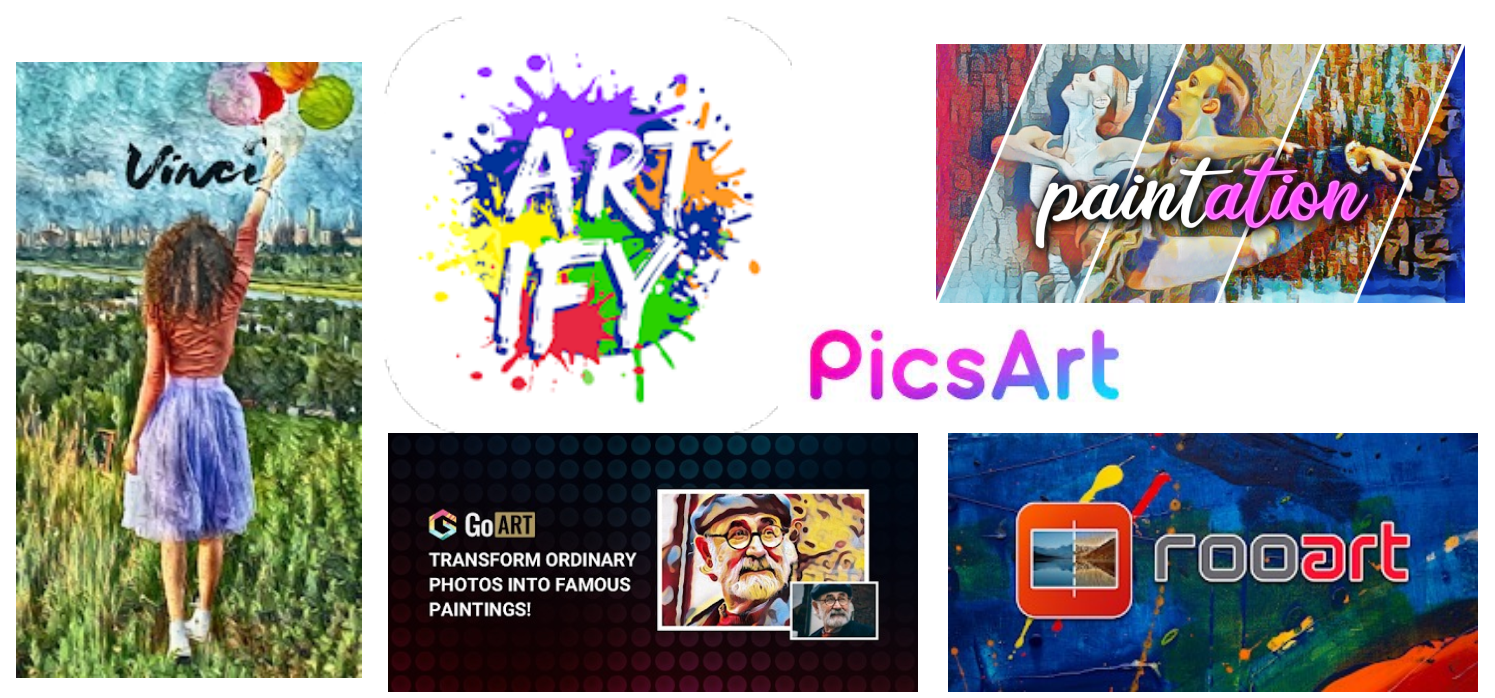 Vinci
ART
IFY
paintation
PicsArt
GoART
TRANSFORM ORDINARY
PHOTOS INTO FAMOUS
PAINTINGS!
rooart